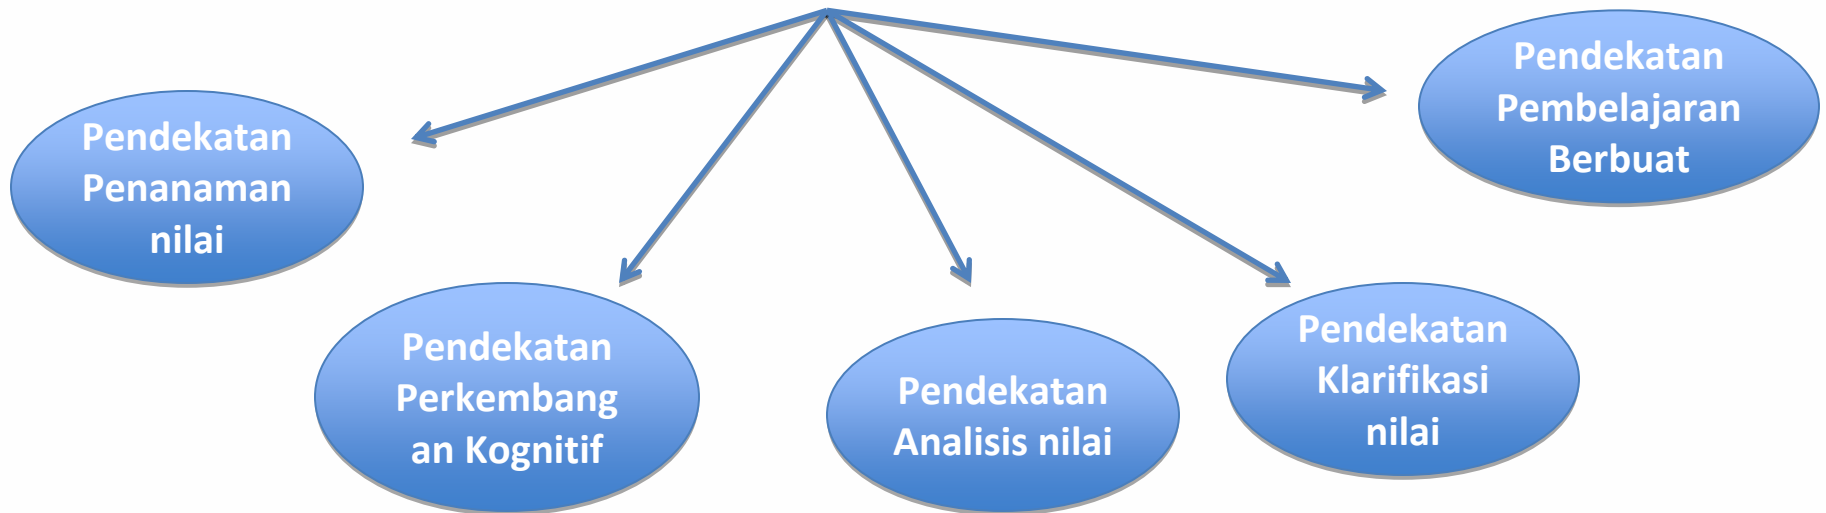 Pendekatan
Penanaman
nilai
Pendekatan
Perkembang
an Kognitif
Pendekatan
Analisis nilai
Pendekatan
Klarifikasi
nilai
Pendekatan
Pembelajaran
Berbuat